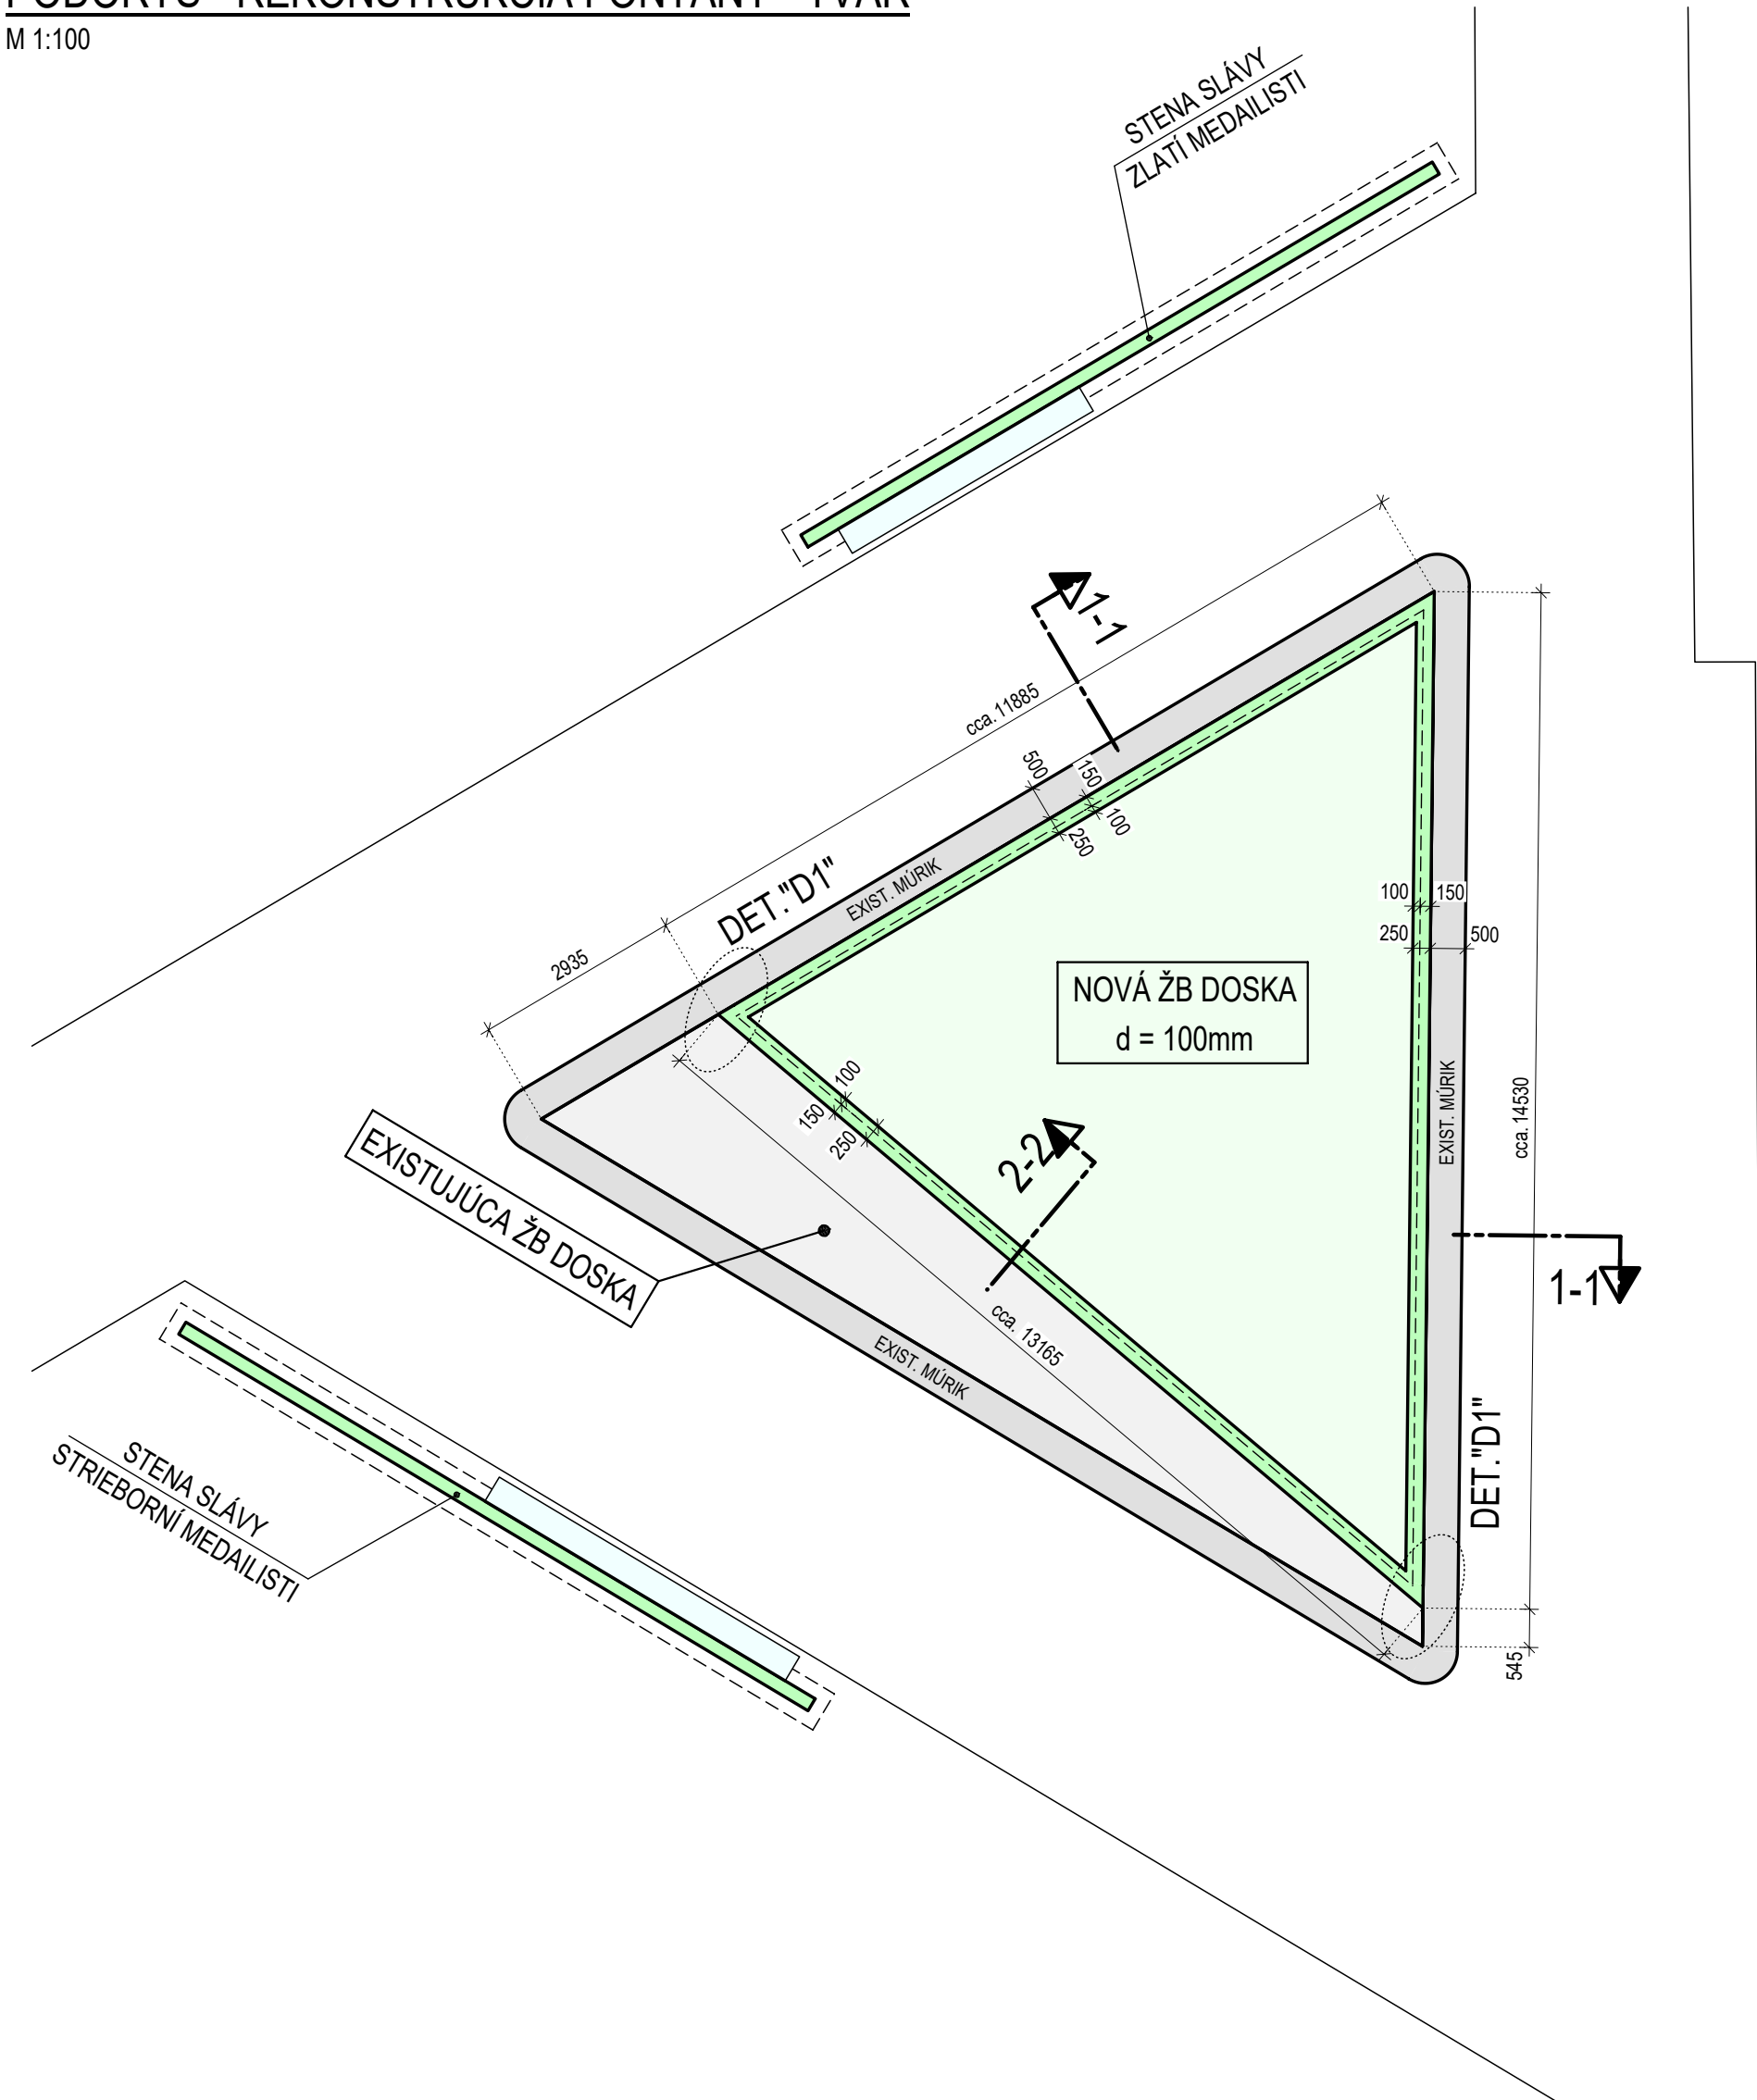 M 1:100
STENA SLÁVY
ZLATÍ MEDAILISTI
1-1
cca. 11885
500
150
100
250
DET."D1"
EXIST. MÚRIK
2935
100
150
250
500
NOVÁ ŽB DOSKA
d = 100mm
EXIST. MÚRIK
cca. 14530
100
150
250
2-2
EXISTUJÚCA ŽB DOSKA
1-1
cca. 13165
EXIST. MÚRIK
DET."D1"
STENA SLÁVY
STRIEBORNÍ MEDAILISTI
545